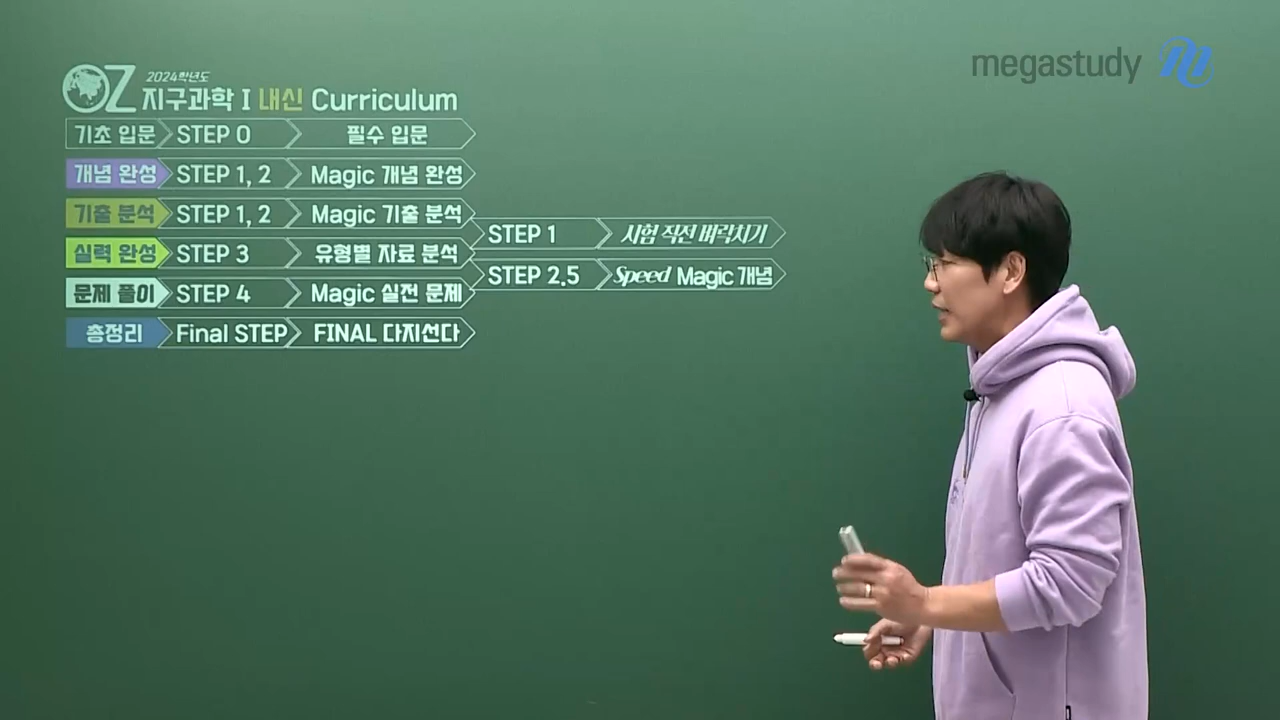 megastudy
OZ 2024학년도
지구과학 I 내신 Curriculum
기초 입문 STEP 0 필수 입문
개념 완성 STEP 1, 2 Magic 개념 완성
기출 분석 STEP 1, 2 Magic 기출 분석
STEP 1 시험 직전 벼락치기
실력 완성 STEP 3 유형별 자료 분석
STEP 2.5 Speed Magic 개념
문제 풀이 STEP 4 Magic 실전 문제
총정리 Final STEP FINAL 다지선다